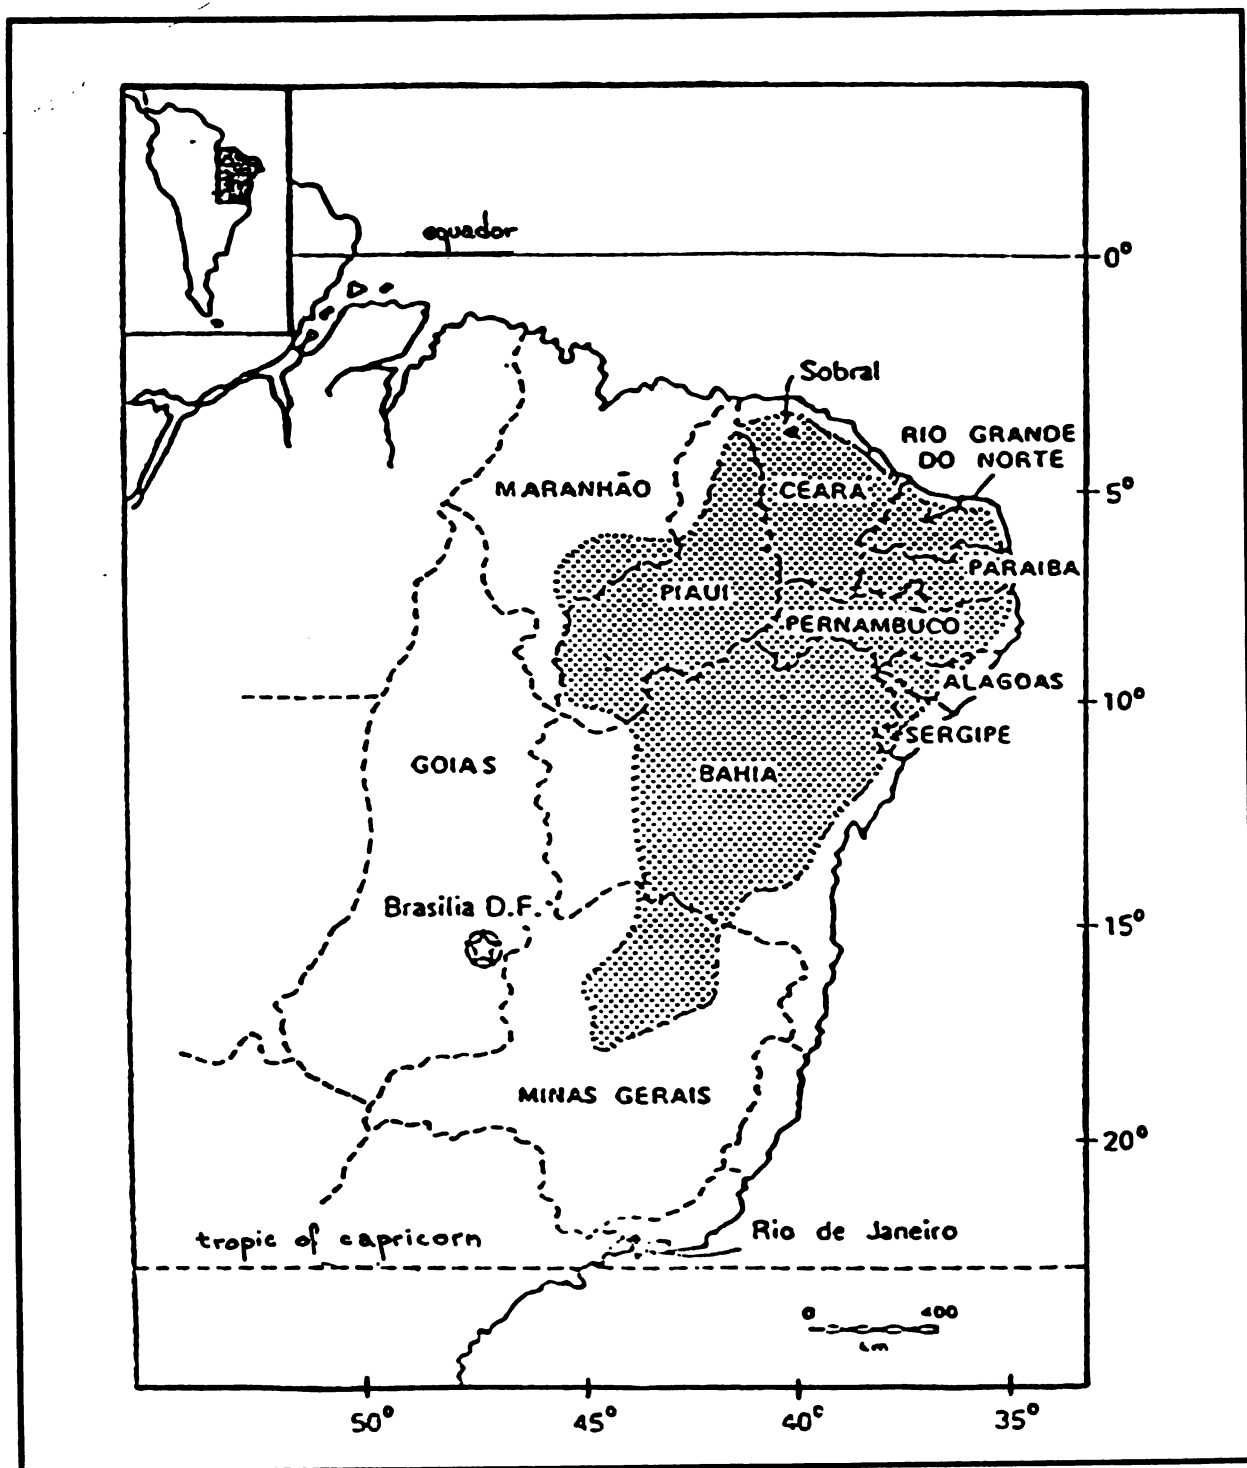 equador
0°
Sobral
RIO GRANDE
DO NORTE
MARANHÃO
CEARA
5°
PARAIBA
PIAUI
PERNAMBUCO
ALAGOAS
10°
SERGIPE
GOIAS
BAHIA
Brasilia D.F.
15°
MINAS GERAIS
20°
tropic of capricorn
Rio de Janeiro
0 400
km
50° 45° 40° 35°